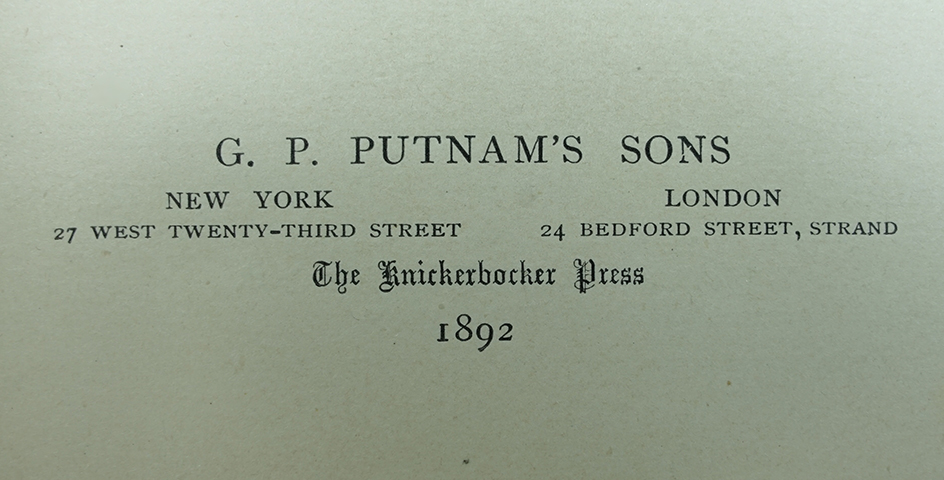 G. P. PUTNAM'S SONS
NEW YORK LONDON
27 WEST TWENTY-THIRD STREET 24 BEDFORD STREET, STRAND
The Knickerbocker Press
1892